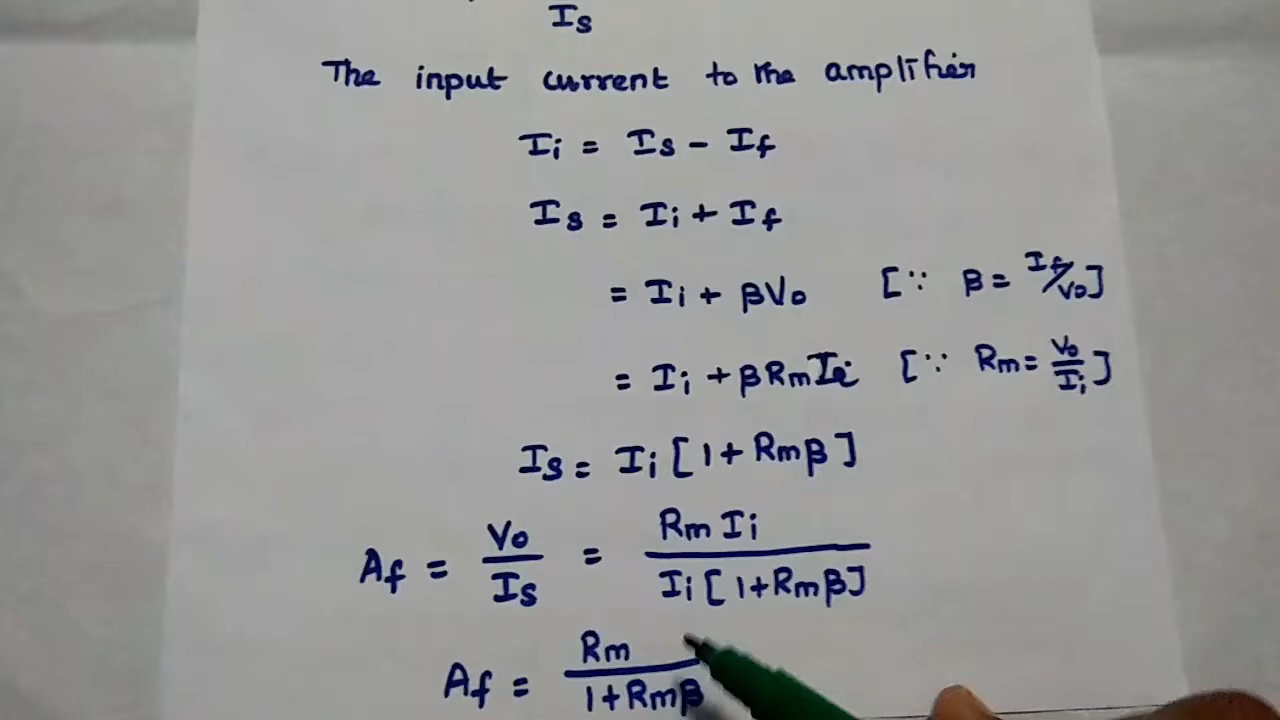 Is
The input current to the amplifier
Ii = Is - If
Is = Ii + If
= Ii + βVo [∵ β = If/Vo]
= Ii + βRmIi [∵ Rm = Vo/Ii]
Is = Ii [1 + Rmβ]
Af = Vo/Is = RmIi/Ii[1+Rmβ]
Af = Rm/1+Rmβ